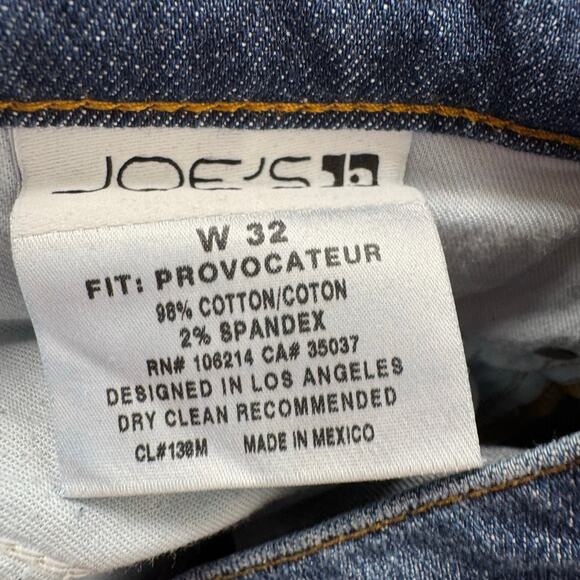 JOE'S
W 32
FIT: PROVOCATEUR
98% COTTON/COTON
2% SPANDEX
RN# 106214 CA# 35037
DESIGNED IN LOS ANGELES
DRY CLEAN RECOMMENDED
CL#139M MADE IN MEXICO